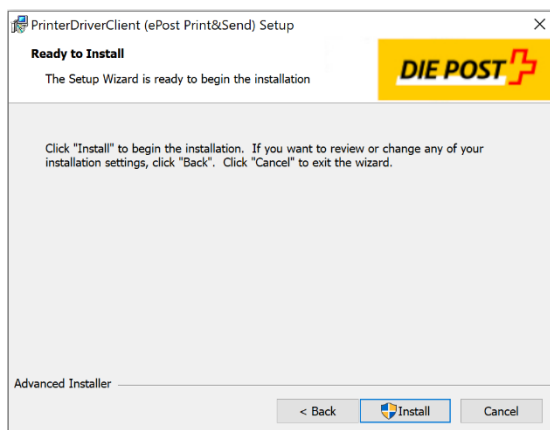 PrinterDriverClient (ePost Print&Send) Setup
Ready to Install
The Setup Wizard is ready to begin the installation
DIE POST
Click "Install" to begin the installation. If you want to review or change any of your
installation settings, click "Back". Click "Cancel" to exit the wizard.
Advanced Installer
< Back
Install
Cancel